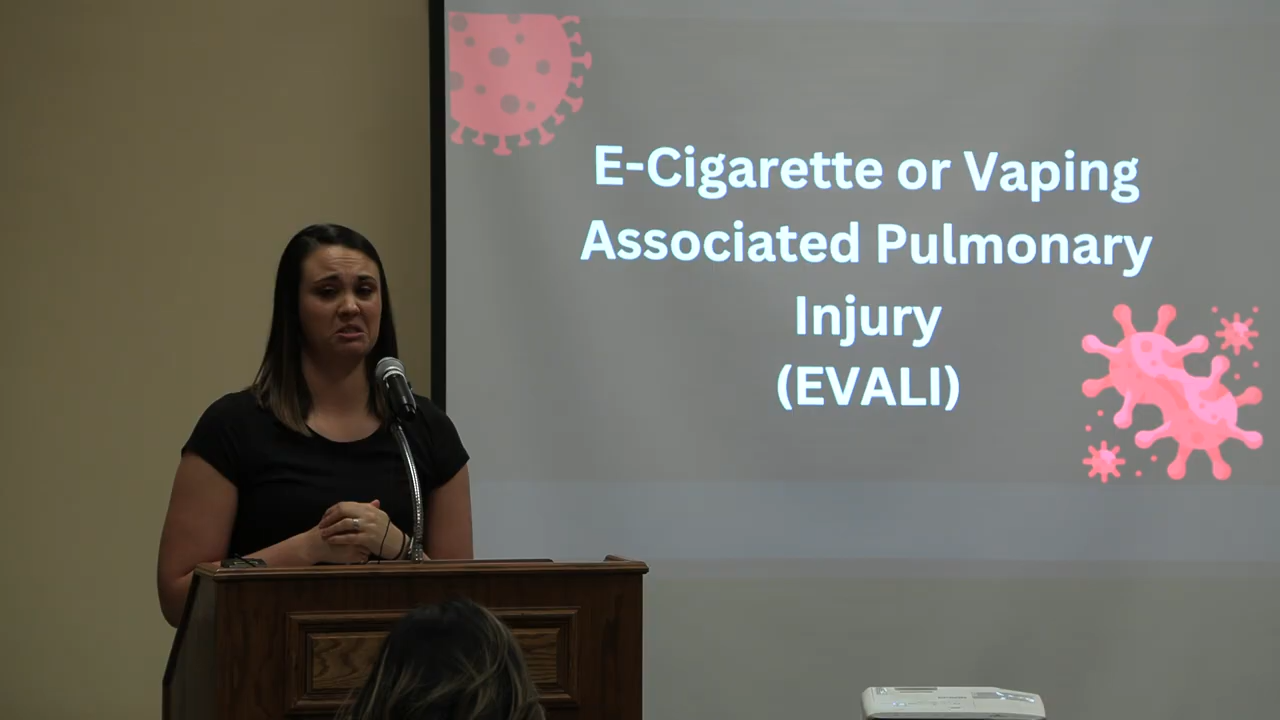 E-Cigarette or Vaping
Associated Pulmonary
Injury
(EVALI)